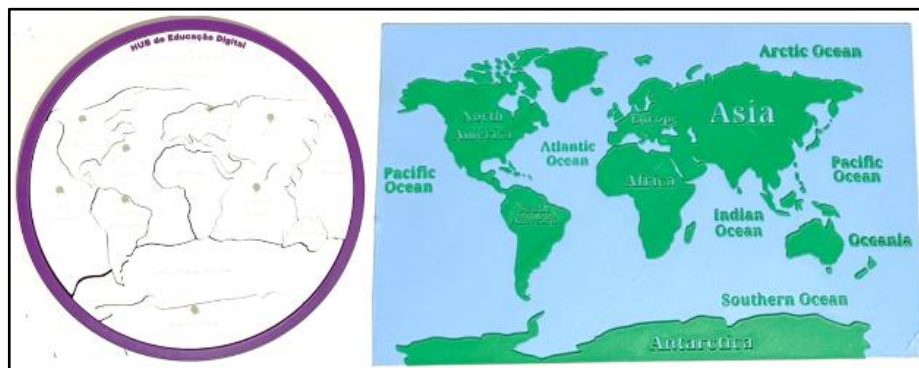 HUB de Educação Digital
Arctic Ocean
North
America
Europe
Asia
Atlantic
Ocean
Pacific
Ocean
Africa
Pacific
Ocean
South
America
Indian
Ocean
Oceania
Southern Ocean
Antarctica